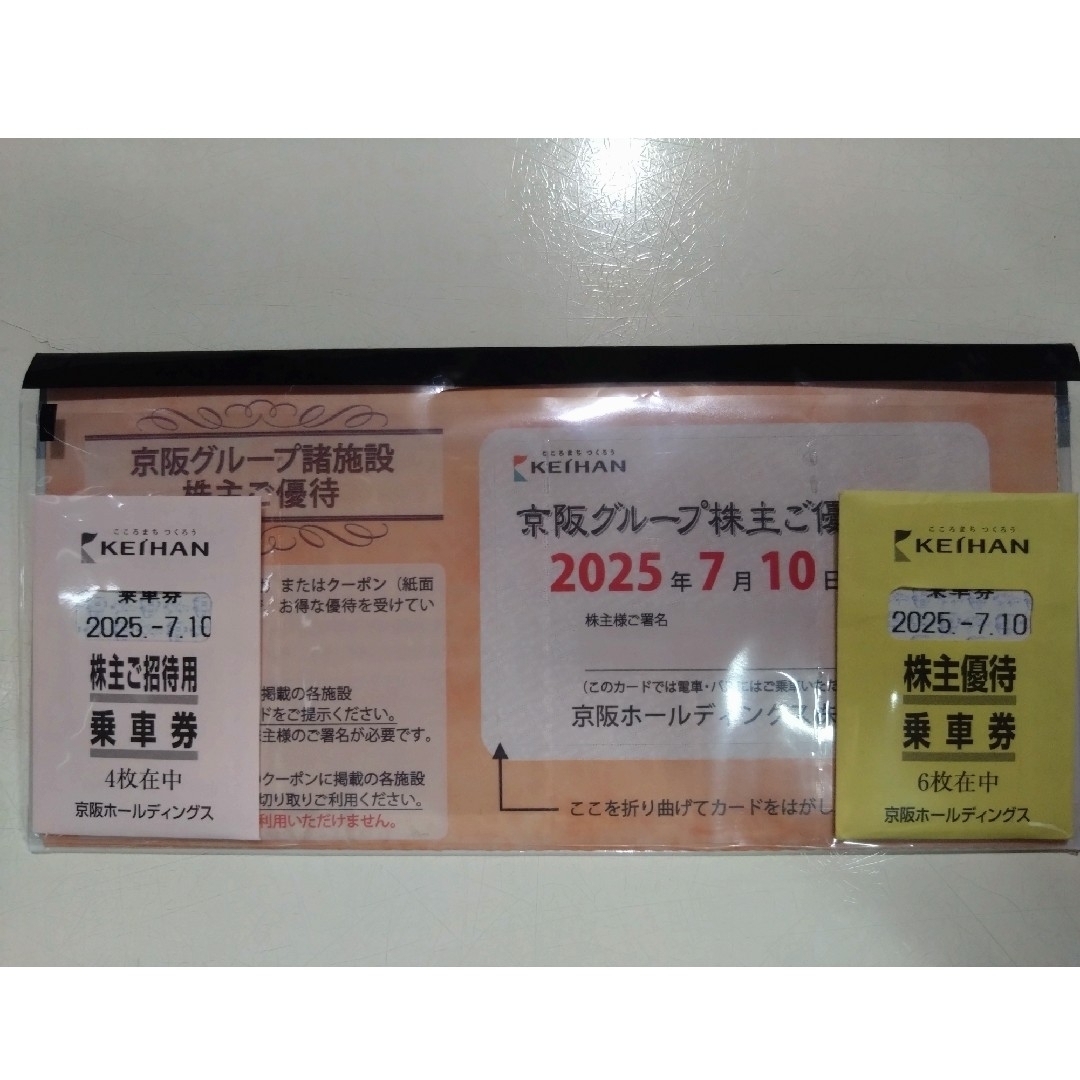 京阪グループ諸施設
株主ご優待
またはクーポン（紙面
お得な優待を受けてい
掲載の各施設
ドをご提示ください。
主様のご署名が必要です。
クーポンに掲載の各施設
切り取りご利用ください。
利用いただけません。
こころまち つくろう
KEIHAN
京阪グループ株主ご優
2025年7月10日
株主様ご署名
（このカードでは電車・バスにはご乗車いただ
京阪ホールディングス株
ここを折り曲げてカードをはがし
こころまち つくろう
KEIHAN
乗車券
2025.-7.10
株主ご招待用
乗車券
4枚在中
京阪ホールディングス
こころまち つくろう
KEIHAN
乗車券
2025.-7.10
株主優待
乗車券
6枚在中
京阪ホールディングス